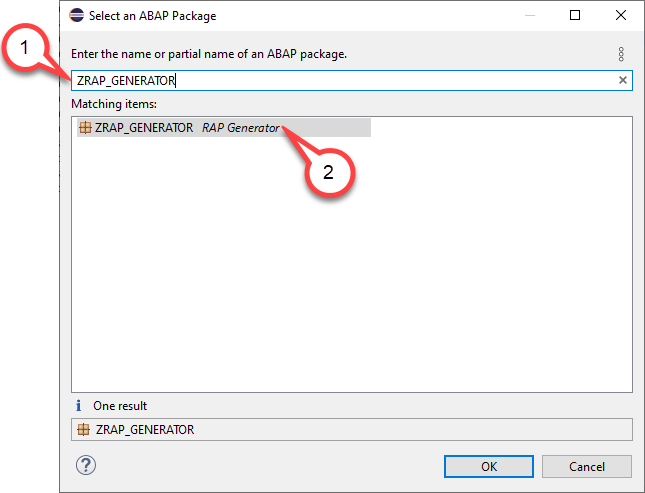 Select an ABAP Package
1
Enter the name or partial name of an ABAP package.
ZRAP_GENERATOR
Matching items:
ZRAP_GENERATOR RAP Generator
2
One result
ZRAP_GENERATOR
OK Cancel